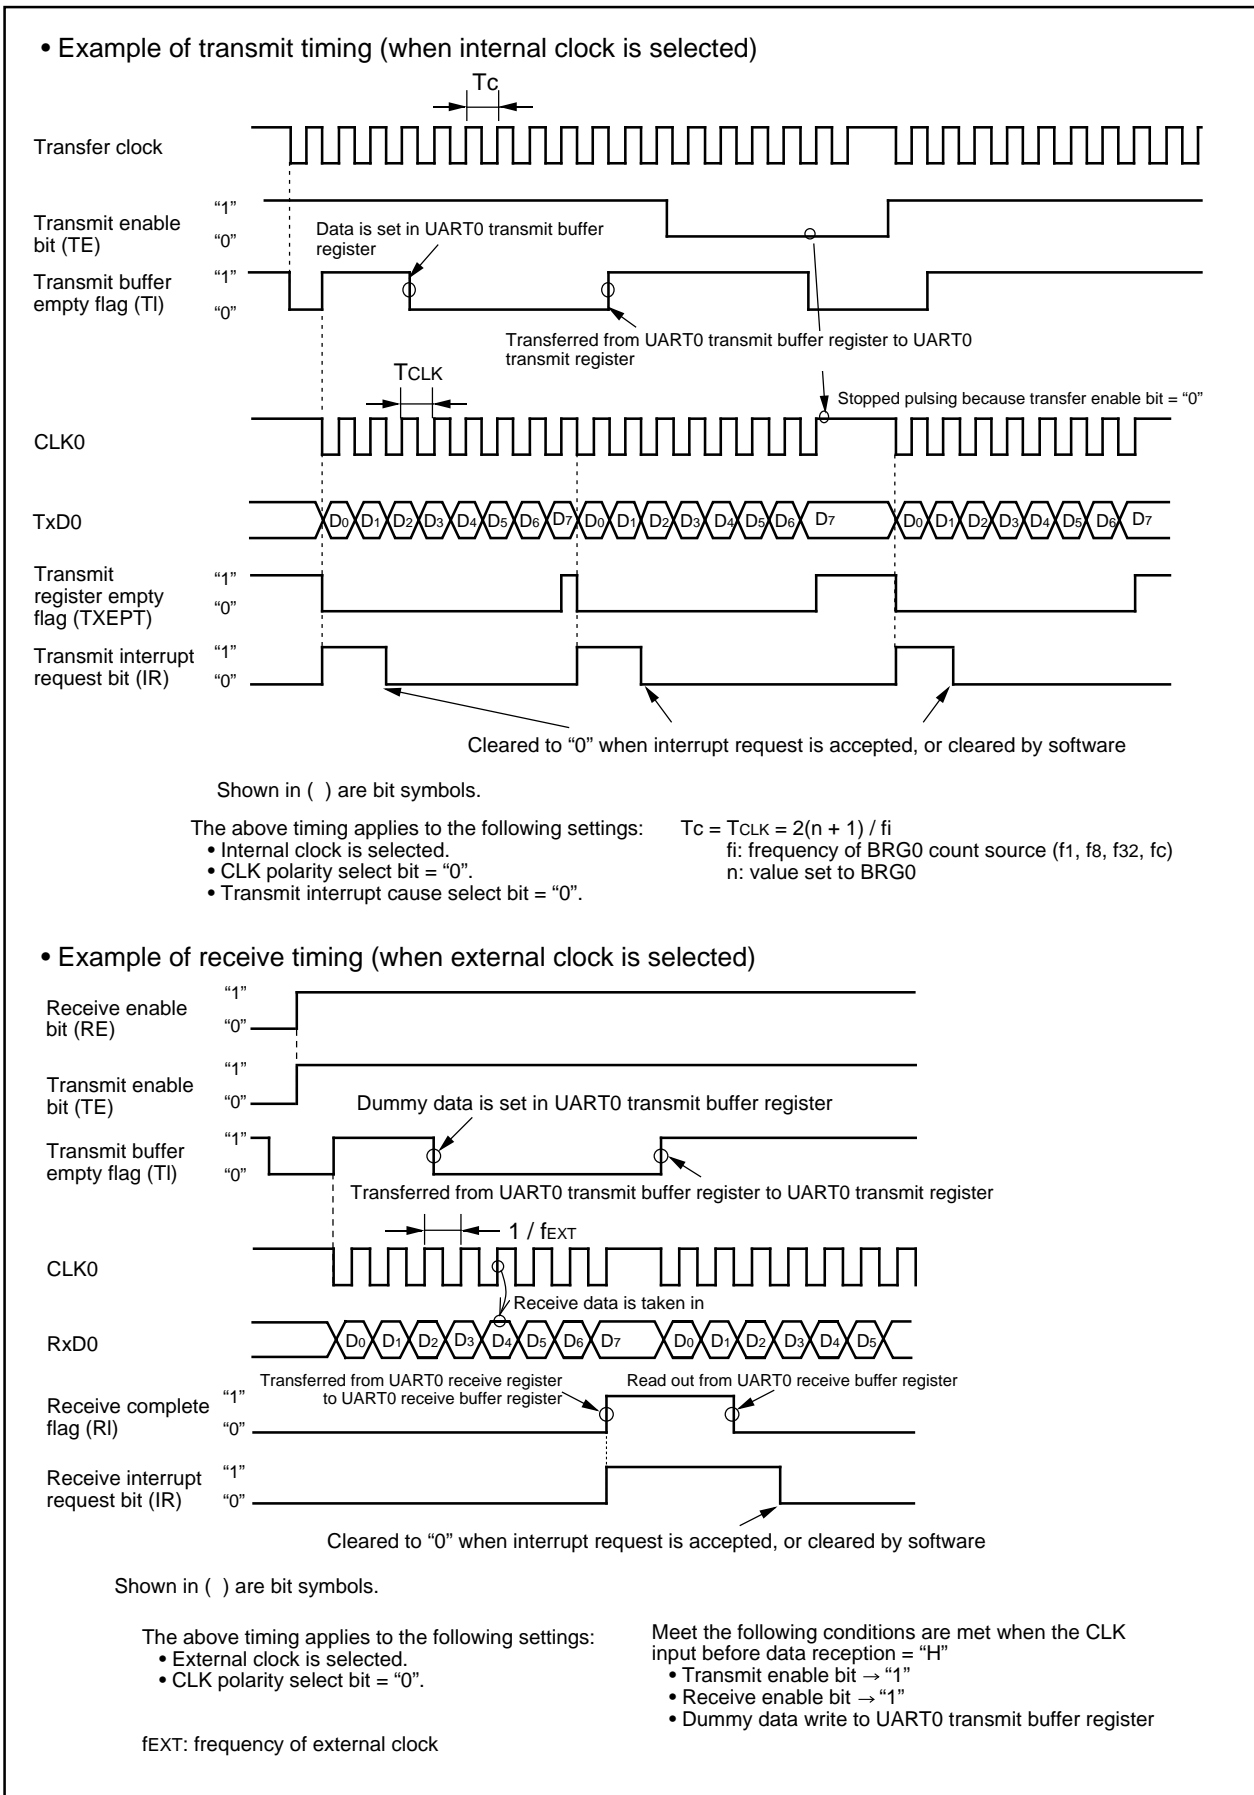 • Example of transmit timing (when internal clock is selected)
Tc
Transfer clock
Transmit enable
bit (TE)
“1”
“0”
Data is set in UART0 transmit buffer
register
Transmit buffer
empty flag (Tl)
“1”
“0”
Transferred from UART0 transmit buffer register to UART0
transmit register
TCLK
Stopped pulsing because transfer enable bit = “0”
CLK0
TxD0
D0 D1 D2 D3 D4 D5 D6 D7 D0 D1 D2 D3 D4 D5 D6 D7 D0 D1 D2 D3 D4 D5 D6 D7
Transmit
register empty
flag (TXEPT)
“1”
“0”
Transmit interrupt
request bit (IR)
“1”
“0”
Cleared to “0” when interrupt request is accepted, or cleared by software
Shown in ( ) are bit symbols.
The above timing applies to the following settings:
• Internal clock is selected.
• CLK polarity select bit = “0”.
• Transmit interrupt cause select bit = “0”.
Tc = TCLK = 2(n + 1) / fi
fi: frequency of BRG0 count source (f1, f8, f32, fc)
n: value set to BRG0
• Example of receive timing (when external clock is selected)
Receive enable
bit (RE)
“1”
“0”
Transmit enable
bit (TE)
“1”
“0”
Dummy data is set in UART0 transmit buffer register
Transmit buffer
empty flag (Tl)
“1”
“0”
Transferred from UART0 transmit buffer register to UART0 transmit register
1 / fEXT
CLK0
Receive data is taken in
RxD0
D0 D1 D2 D3 D4 D5 D6 D7 D0 D1 D2 D3 D4 D5
Transferred from UART0 receive register
to UART0 receive buffer register
Read out from UART0 receive buffer register
Receive complete
flag (Rl)
“1”
“0”
Receive interrupt
request bit (IR)
“1”
“0”
Cleared to “0” when interrupt request is accepted, or cleared by software
Shown in ( ) are bit symbols.
The above timing applies to the following settings:
• External clock is selected.
• CLK polarity select bit = “0”.
fEXT: frequency of external clock
Meet the following conditions are met when the CLK
input before data reception = “H”
• Transmit enable bit → “1”
• Receive enable bit → “1”
• Dummy data write to UART0 transmit buffer register